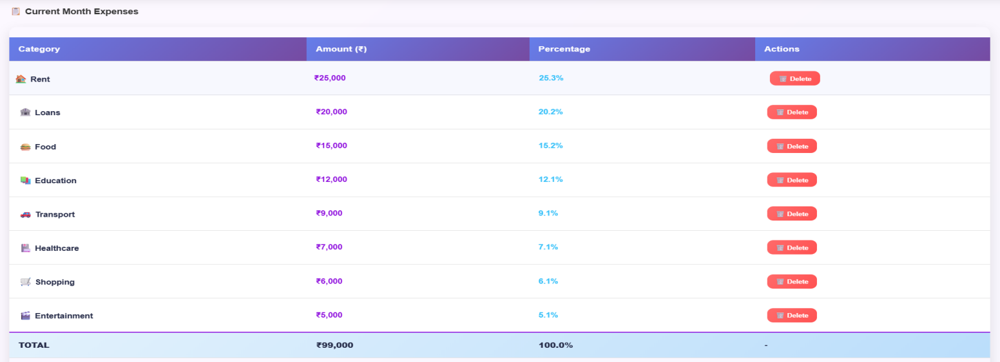 Current Month Expenses
Category Amount (₹) Percentage Actions
Rent ₹25,000 25.3% Delete
Loans ₹20,000 20.2% Delete
Food ₹15,000 15.2% Delete
Education ₹12,000 12.1% Delete
Transport ₹9,000 9.1% Delete
Healthcare ₹7,000 7.1% Delete
Shopping ₹6,000 6.1% Delete
Entertainment ₹5,000 5.1% Delete
TOTAL ₹99,000 100.0% -